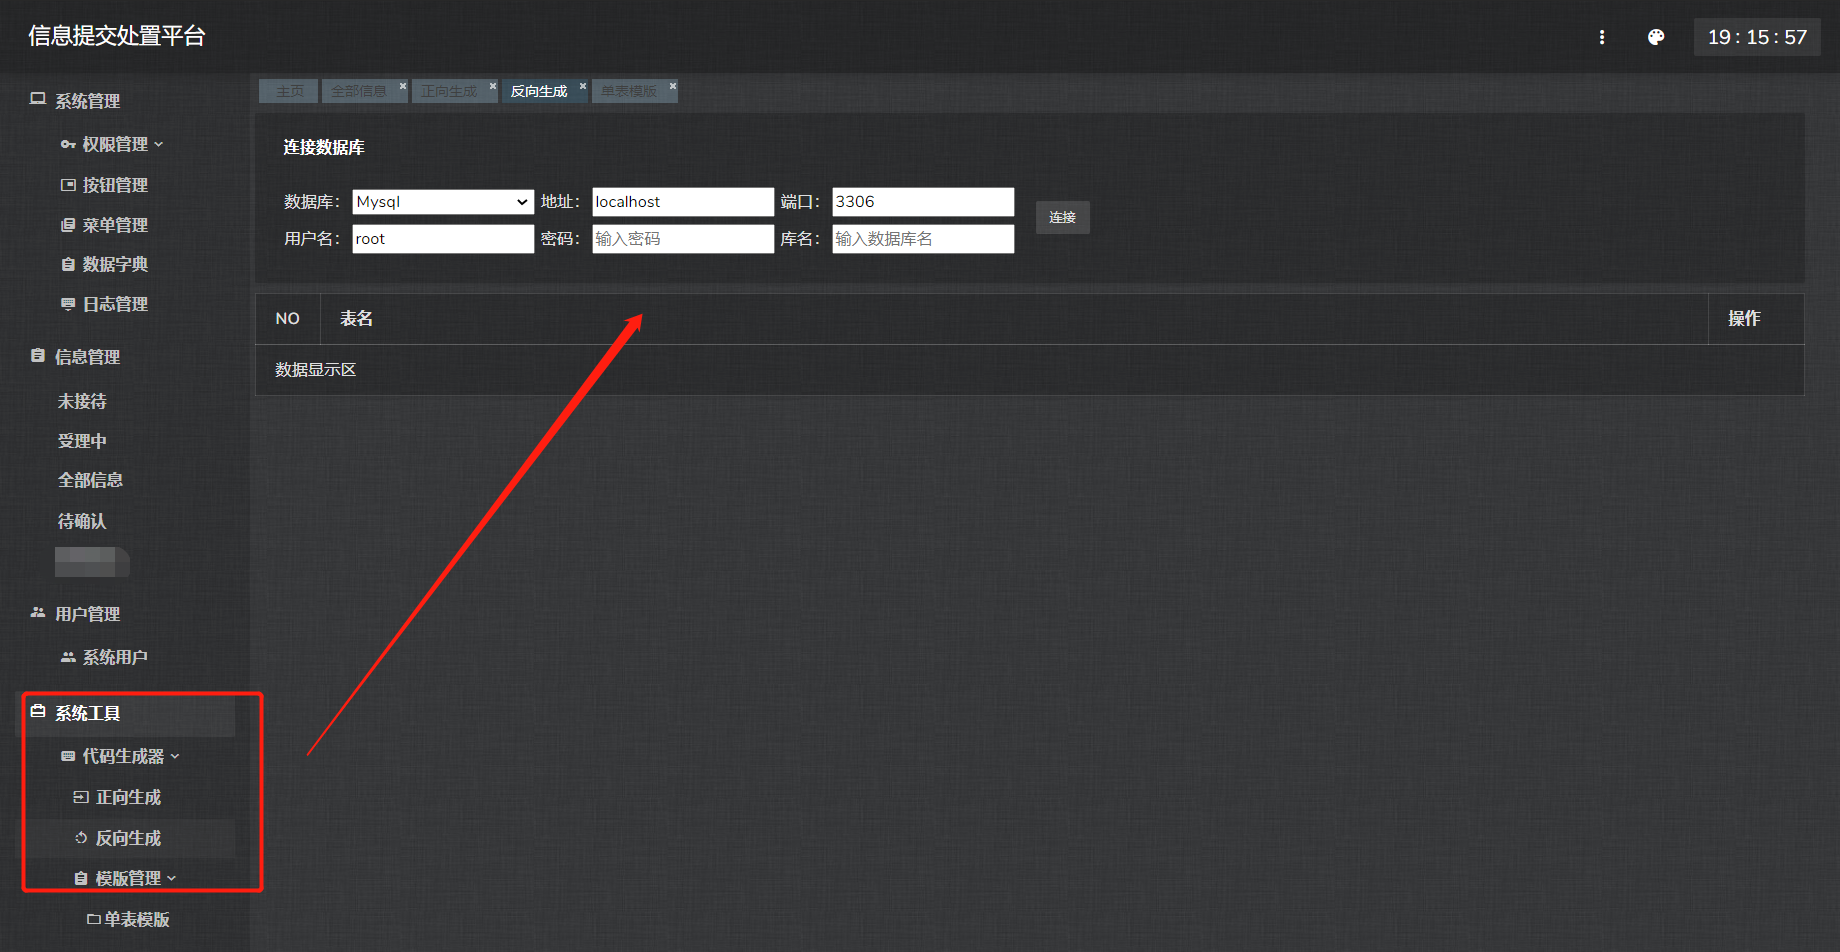 信息提交处置平台
19 : 15 : 57
系统管理
权限管理
按钮管理
菜单管理
数据字典
日志管理
信息管理
未接待
受理中
全部信息
待确认
用户管理
系统用户
系统工具
代码生成器
正向生成
反向生成
模版管理
单表模版
主页 全部信息 正向生成 反向生成 单表模版
连接数据库
数据库: Mysql 地址: localhost 端口: 3306
用户名: root 密码: 输入密码 库名: 输入数据库名
连接
NO 表名 操作
数据显示区